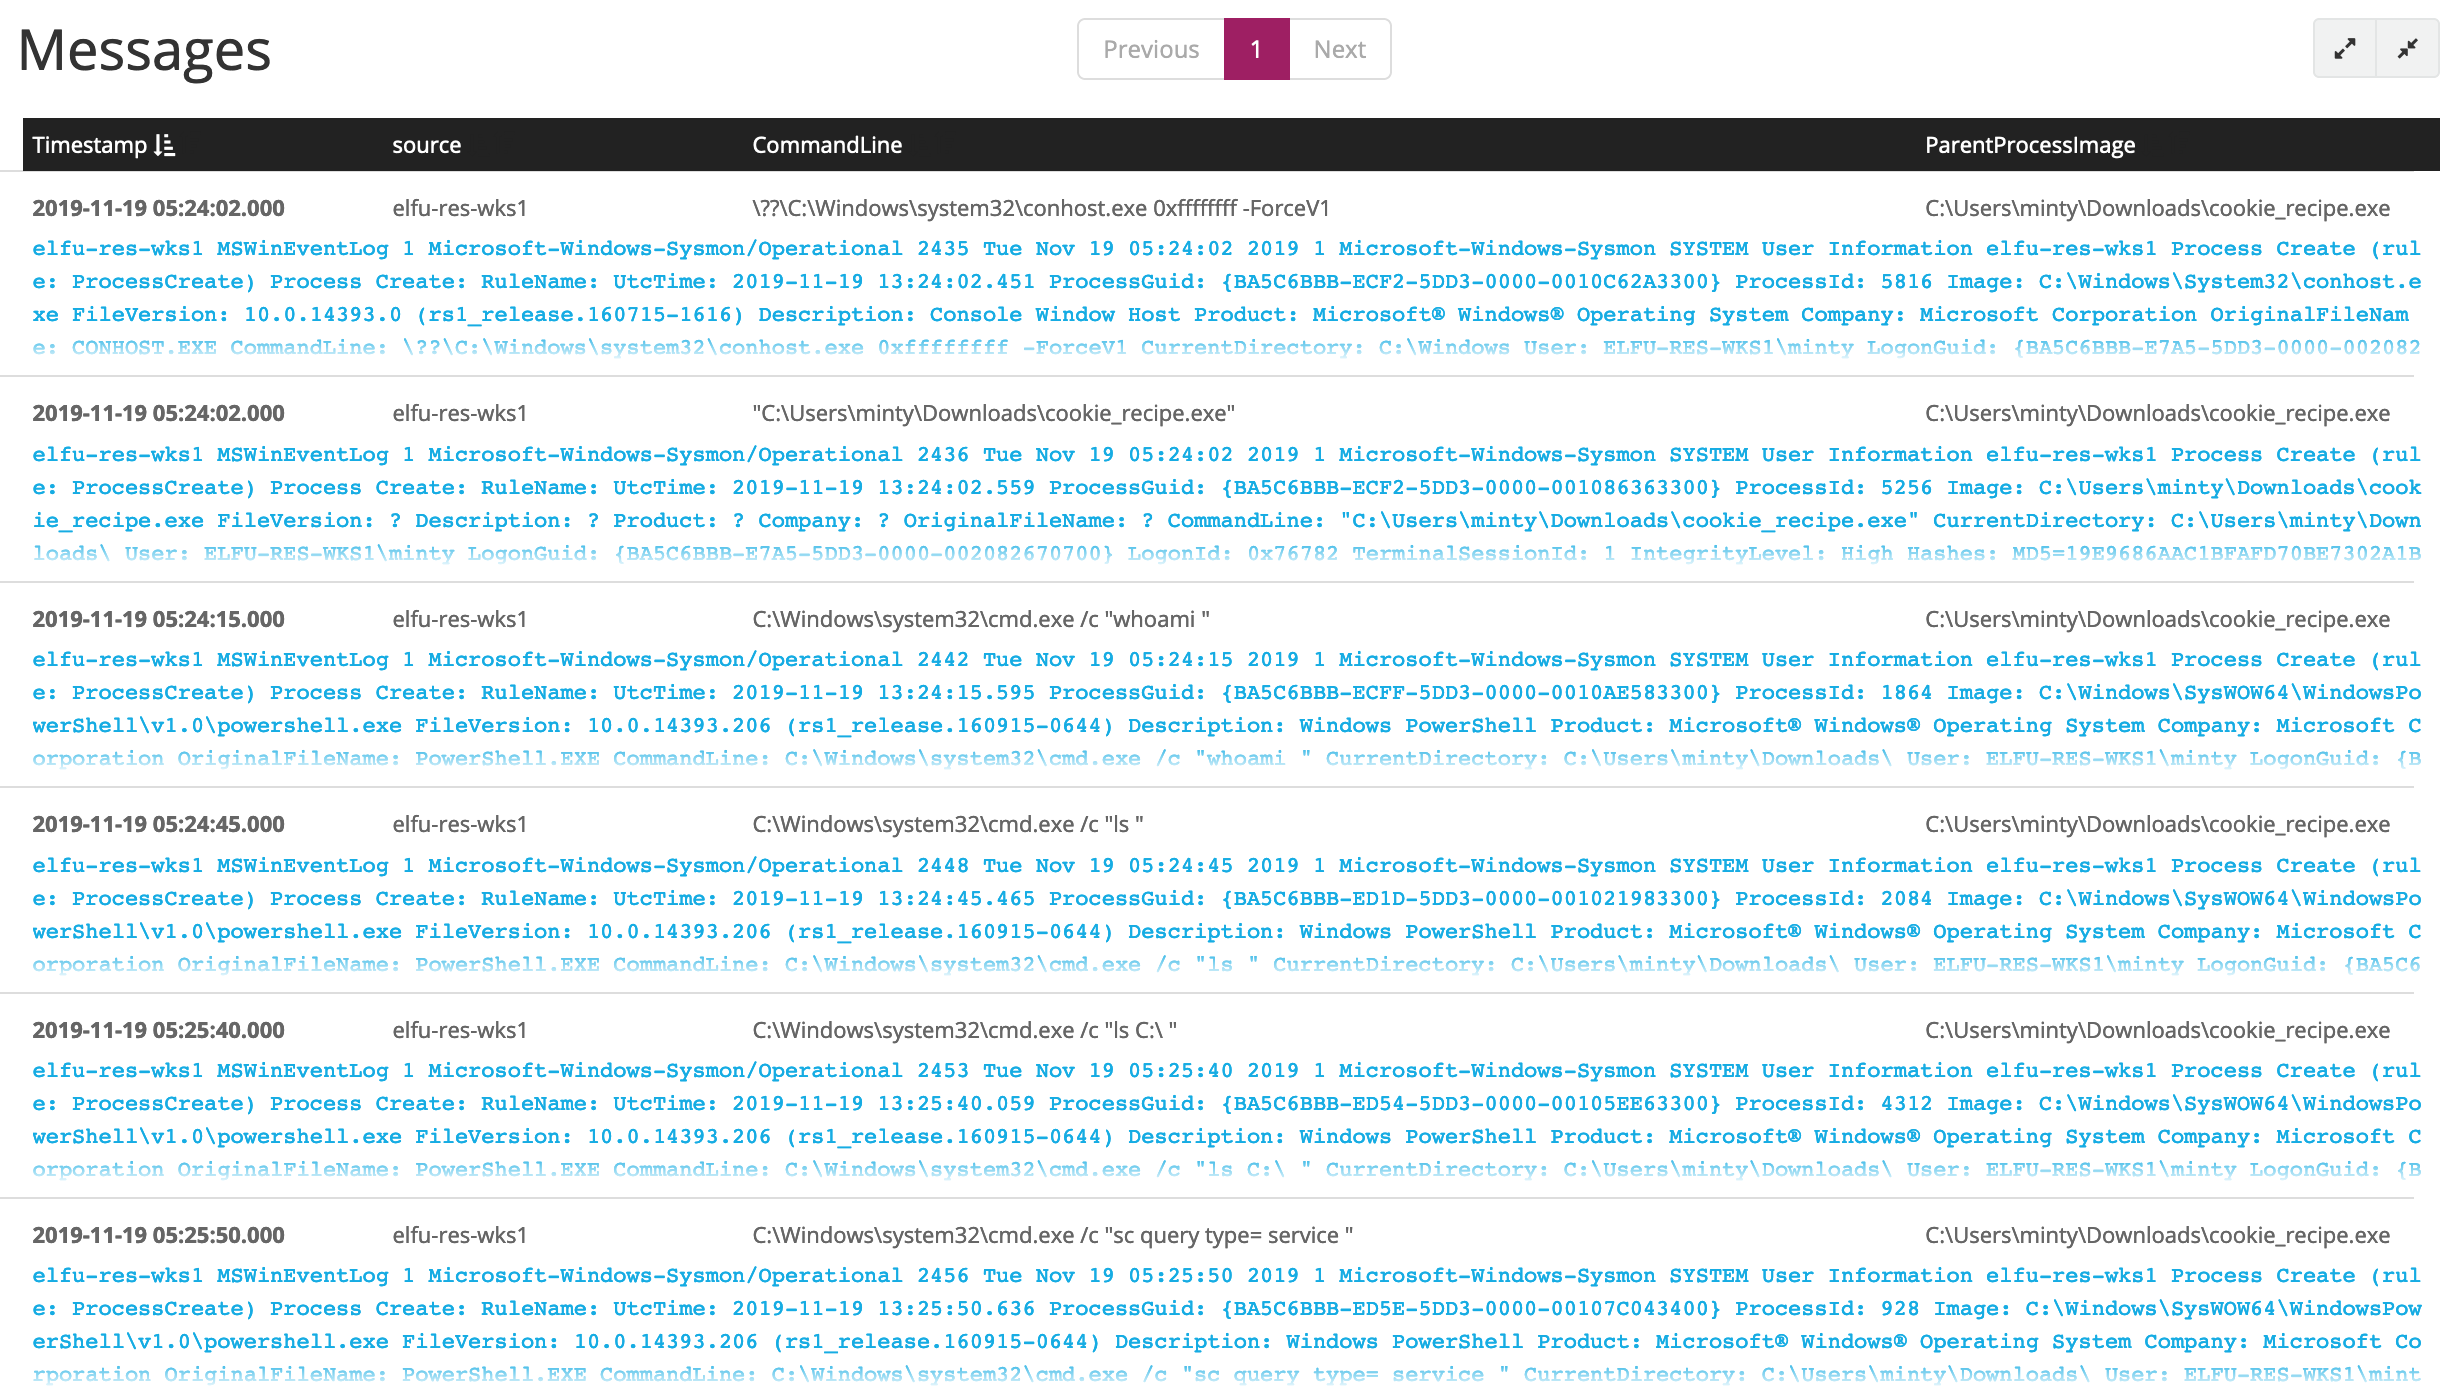 Messages
Previous 1 Next
Timestamp source CommandLine ParentProcessImage
2019-11-19 05:24:02.000 elfu-res-wks1 \??\C:\Windows\system32\conhost.exe 0xffffffff -ForceV1 C:\Users\minty\Downloads\cookie_recipe.exe
elfu-res-wks1 MSWinEventLog 1 Microsoft-Windows-Sysmon/Operational 2435 Tue Nov 19 05:24:02 2019 1 Microsoft-Windows-Sysmon SYSTEM User Information elfu-res-wks1 Process Create (rul
e: ProcessCreate) Process Create: RuleName: UtcTime: 2019-11-19 13:24:02.451 ProcessGuid: {BA5C6BBB-ECF2-5DD3-0000-0010C62A3300} ProcessId: 5816 Image: C:\Windows\System32\conhost.e
xe FileVersion: 10.0.14393.0 (rs1_release.160715-1616) Description: Console Window Host Product: Microsoft® Windows® Operating System Company: Microsoft Corporation OriginalFileNam
e: CONHOST.EXE CommandLine: \??\C:\Windows\system32\conhost.exe 0xffffffff -ForceV1 CurrentDirectory: C:\Windows User: ELFU-RES-WKS1\minty LogonGuid: {BA5C6BBB-E7A5-5DD3-0000-002082
2019-11-19 05:24:02.000 elfu-res-wks1 "C:\Users\minty\Downloads\cookie_recipe.exe" C:\Users\minty\Downloads\cookie_recipe.exe
elfu-res-wks1 MSWinEventLog 1 Microsoft-Windows-Sysmon/Operational 2436 Tue Nov 19 05:24:02 2019 1 Microsoft-Windows-Sysmon SYSTEM User Information elfu-res-wks1 Process Create (rul
e: ProcessCreate) Process Create: RuleName: UtcTime: 2019-11-19 13:24:02.559 ProcessGuid: {BA5C6BBB-ECF2-5DD3-0000-001086363300} ProcessId: 5256 Image: C:\Users\minty\Downloads\cook
ie_recipe.exe FileVersion: ? Description: ? Product: ? Company: ? OriginalFileName: ? CommandLine: "C:\Users\minty\Downloads\cookie_recipe.exe" CurrentDirectory: C:\Users\minty\Down
loads\ User: ELFU-RES-WKS1\minty LogonGuid: {BA5C6BBB-E7A5-5DD3-0000-002082670700} LogonId: 0x76782 TerminalSessionId: 1 IntegrityLevel: High Hashes: MD5=19E9686AAC1BFAFD70BE7302A1B
2019-11-19 05:24:15.000 elfu-res-wks1 C:\Windows\system32\cmd.exe /c "whoami " C:\Users\minty\Downloads\cookie_recipe.exe
elfu-res-wks1 MSWinEventLog 1 Microsoft-Windows-Sysmon/Operational 2442 Tue Nov 19 05:24:15 2019 1 Microsoft-Windows-Sysmon SYSTEM User Information elfu-res-wks1 Process Create (rul
e: ProcessCreate) Process Create: RuleName: UtcTime: 2019-11-19 13:24:15.595 ProcessGuid: {BA5C6BBB-ECFF-5DD3-0000-0010AE583300} ProcessId: 1864 Image: C:\Windows\SysWOW64\WindowsPo
werShell\v1.0\powershell.exe FileVersion: 10.0.14393.206 (rs1_release.160915-0644) Description: Windows PowerShell Product: Microsoft® Windows® Operating System Company: Microsoft C
orporation OriginalFileName: PowerShell.EXE CommandLine: C:\Windows\system32\cmd.exe /c "whoami " CurrentDirectory: C:\Users\minty\Downloads\ User: ELFU-RES-WKS1\minty LogonGuid: {B
2019-11-19 05:24:45.000 elfu-res-wks1 C:\Windows\system32\cmd.exe /c "ls " C:\Users\minty\Downloads\cookie_recipe.exe
elfu-res-wks1 MSWinEventLog 1 Microsoft-Windows-Sysmon/Operational 2448 Tue Nov 19 05:24:45 2019 1 Microsoft-Windows-Sysmon SYSTEM User Information elfu-res-wks1 Process Create (rul
e: ProcessCreate) Process Create: RuleName: UtcTime: 2019-11-19 13:24:45.465 ProcessGuid: {BA5C6BBB-ED1D-5DD3-0000-001021983300} ProcessId: 2084 Image: C:\Windows\SysWOW64\WindowsPo
werShell\v1.0\powershell.exe FileVersion: 10.0.14393.206 (rs1_release.160915-0644) Description: Windows PowerShell Product: Microsoft® Windows® Operating System Company: Microsoft C
orporation OriginalFileName: PowerShell.EXE CommandLine: C:\Windows\system32\cmd.exe /c "ls " CurrentDirectory: C:\Users\minty\Downloads\ User: ELFU-RES-WKS1\minty LogonGuid: {BA5C6
2019-11-19 05:25:40.000 elfu-res-wks1 C:\Windows\system32\cmd.exe /c "ls C:\ " C:\Users\minty\Downloads\cookie_recipe.exe
elfu-res-wks1 MSWinEventLog 1 Microsoft-Windows-Sysmon/Operational 2453 Tue Nov 19 05:25:40 2019 1 Microsoft-Windows-Sysmon SYSTEM User Information elfu-res-wks1 Process Create (rul
e: ProcessCreate) Process Create: RuleName: UtcTime: 2019-11-19 13:25:40.059 ProcessGuid: {BA5C6BBB-ED54-5DD3-0000-00105EE63300} ProcessId: 4312 Image: C:\Windows\SysWOW64\WindowsPo
werShell\v1.0\powershell.exe FileVersion: 10.0.14393.206 (rs1_release.160915-0644) Description: Windows PowerShell Product: Microsoft® Windows® Operating System Company: Microsoft C
orporation OriginalFileName: PowerShell.EXE CommandLine: C:\Windows\system32\cmd.exe /c "ls C:\ " CurrentDirectory: C:\Users\minty\Downloads\ User: ELFU-RES-WKS1\minty LogonGuid: {B
2019-11-19 05:25:50.000 elfu-res-wks1 C:\Windows\system32\cmd.exe /c "sc query type= service " C:\Users\minty\Downloads\cookie_recipe.exe
elfu-res-wks1 MSWinEventLog 1 Microsoft-Windows-Sysmon/Operational 2456 Tue Nov 19 05:25:50 2019 1 Microsoft-Windows-Sysmon SYSTEM User Information elfu-res-wks1 Process Create (rul
e: ProcessCreate) Process Create: RuleName: UtcTime: 2019-11-19 13:25:50.636 ProcessGuid: {BA5C6BBB-ED5E-5DD3-0000-00107C043400} ProcessId: 928 Image: C:\Windows\SysWOW64\WindowsPow
erShell\v1.0\powershell.exe FileVersion: 10.0.14393.206 (rs1_release.160915-0644) Description: Windows PowerShell Product: Microsoft® Windows® Operating System Company: Microsoft Co
rporation OriginalFileName: PowerShell.EXE CommandLine: C:\Windows\system32\cmd.exe /c "sc query type= service " CurrentDirectory: C:\Users\minty\Downloads\ User: ELFU-RES-WKS1\mint